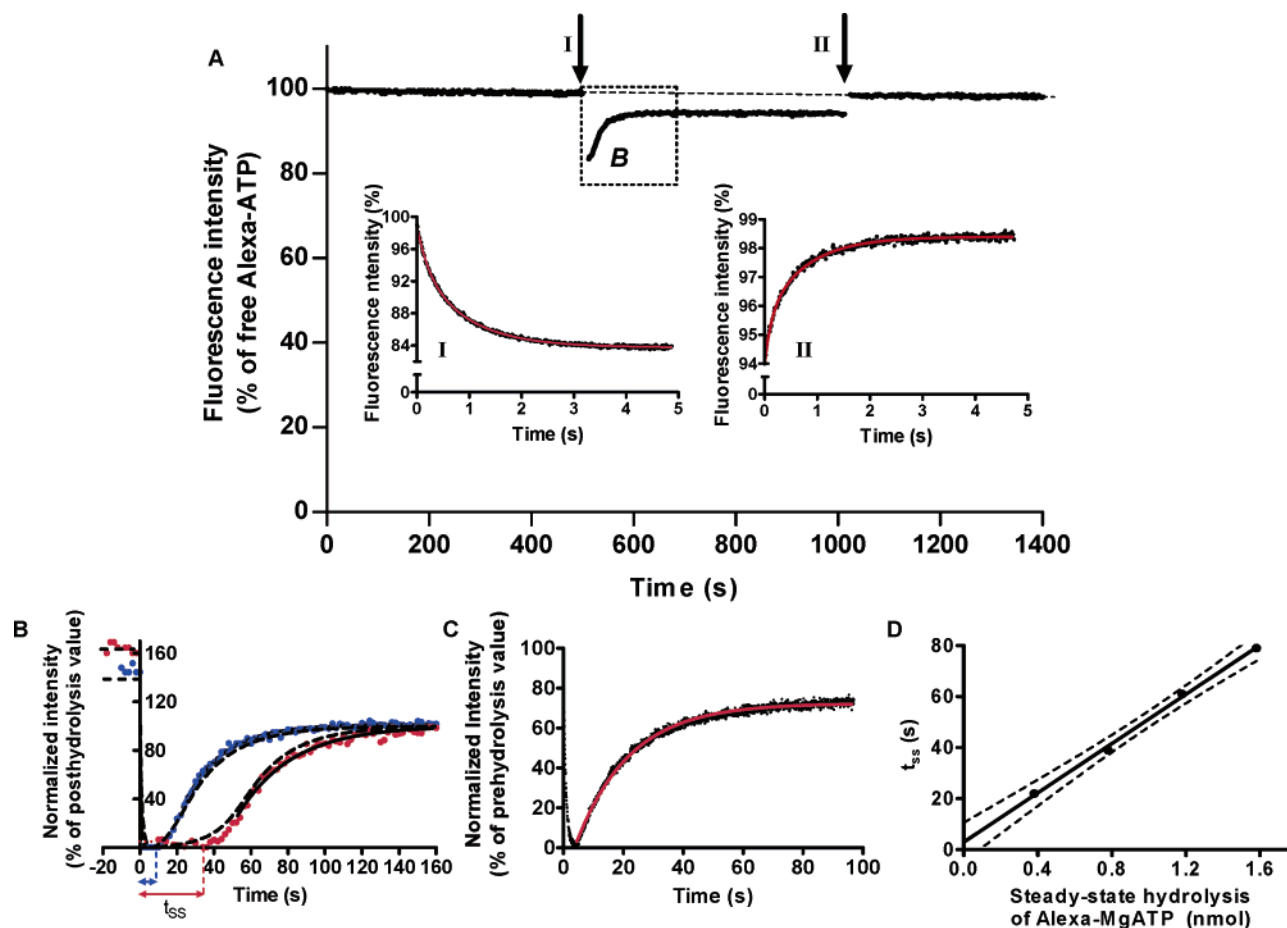 A
I
II
Fluorescence intensity
(% of free Alexa-ATP)
100
80
60
40
20
0
B
Fluorescence ntensity (%)
100
96
92
88
84
0
I
0 1 2 3 4 5
Time (s)
Fluorescence intensity (%)
99
98
97
96
95
94
0
II
0 1 2 3 4 5
Time (s)
0 200 400 600 800 1000 1200 1400
Time (s)
B
Normalized Intensity
(% of posthydrolysis value)
160
120
80
40
-20 0 20 40 60 80 100 120 140 160
tSS
Time (s)
C
Normalized Intensity
(% of prehydrolysis value)
100
80
60
40
20
0
0 20 40 60 80 100
Time (s)
D
tss (s)
80
60
40
20
0
0.0 0.4 0.8 1.2 1.6
Steady-state hydrolysis
of Alexa-MgATP (nmol)